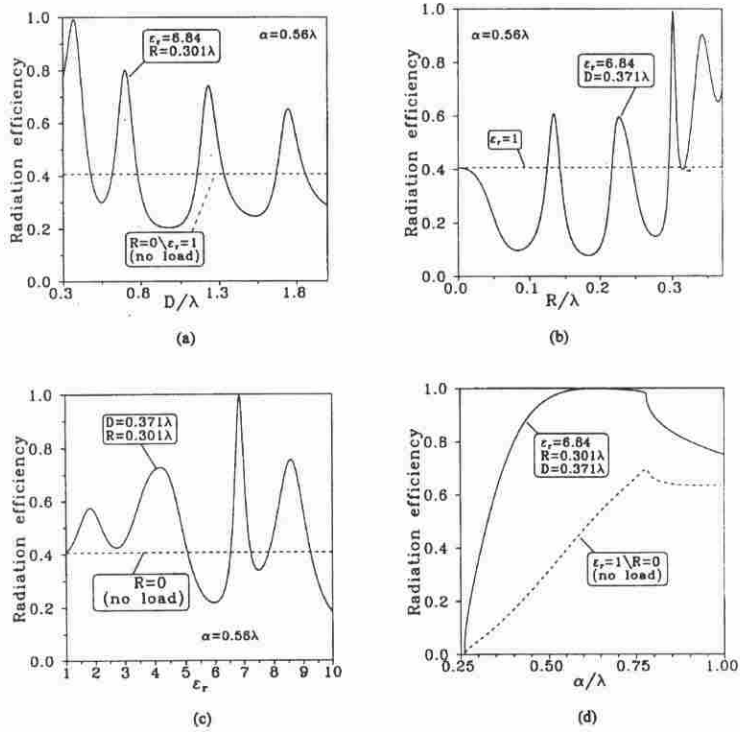 Radiation efficiency
1.0
0.8
0.6
0.4
0.2
0.0
α=0.56λ
εr=6.84
R=0.301λ
R=0\εr=1
(no load)
0.3 0.8 1.3 1.8
D/λ
(a)
Radiation efficiency
1.0
0.8
0.6
0.4
0.2
0.0
α=0.56λ
εr=6.84
D=0.371λ
εr=1
0.0 0.1 0.2 0.3
R/λ
(b)
Radiation efficiency
1.0
0.8
0.6
0.4
0.2
0.0
D=0.371λ
R=0.301λ
R=0
(no load)
α=0.56λ
1 2 3 4 5 6 7 8 9 10
εr
(c)
Radiation efficiency
1.0
0.8
0.6
0.4
0.2
0.0
εr=6.84
R=0.301λ
D=0.371λ
εr=1\R=0
(no load)
0.25 0.50 0.75 1.00
α/λ
(d)